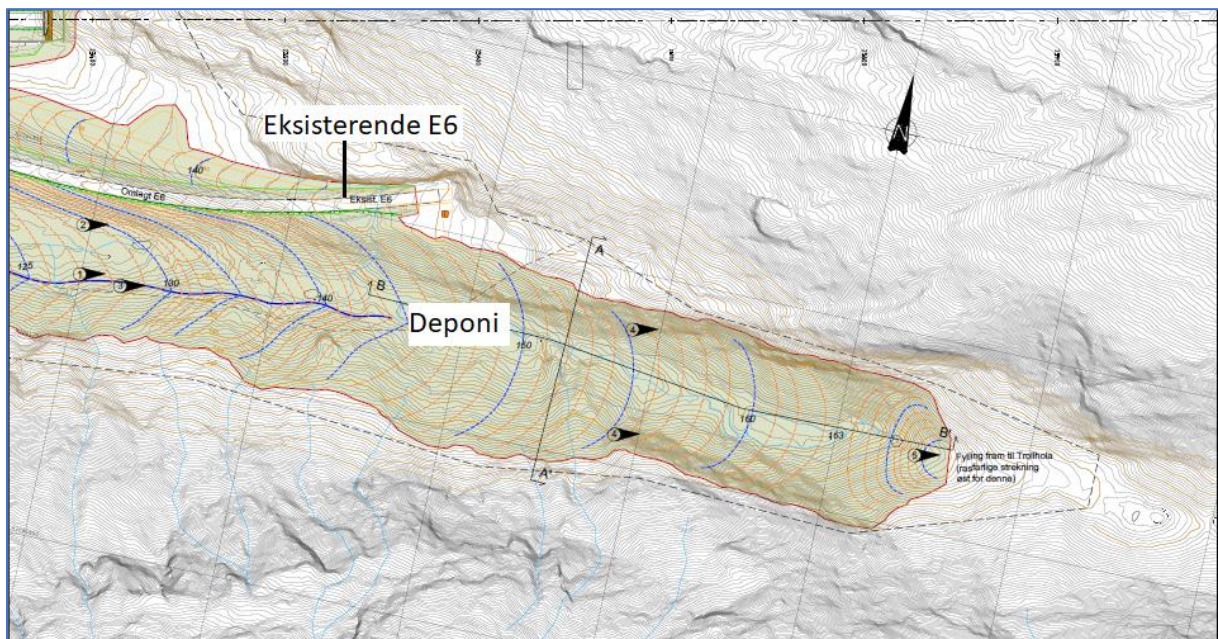 Eksisterende E6
140
Omlagt E6
Eksist. E6
2
A
125
1
3
130
B
140
Deponi
150
4
160
4
163
B'
5
Fylling fram til Trollhola
(rasfarlige strekning
øst for denne)
A'
N